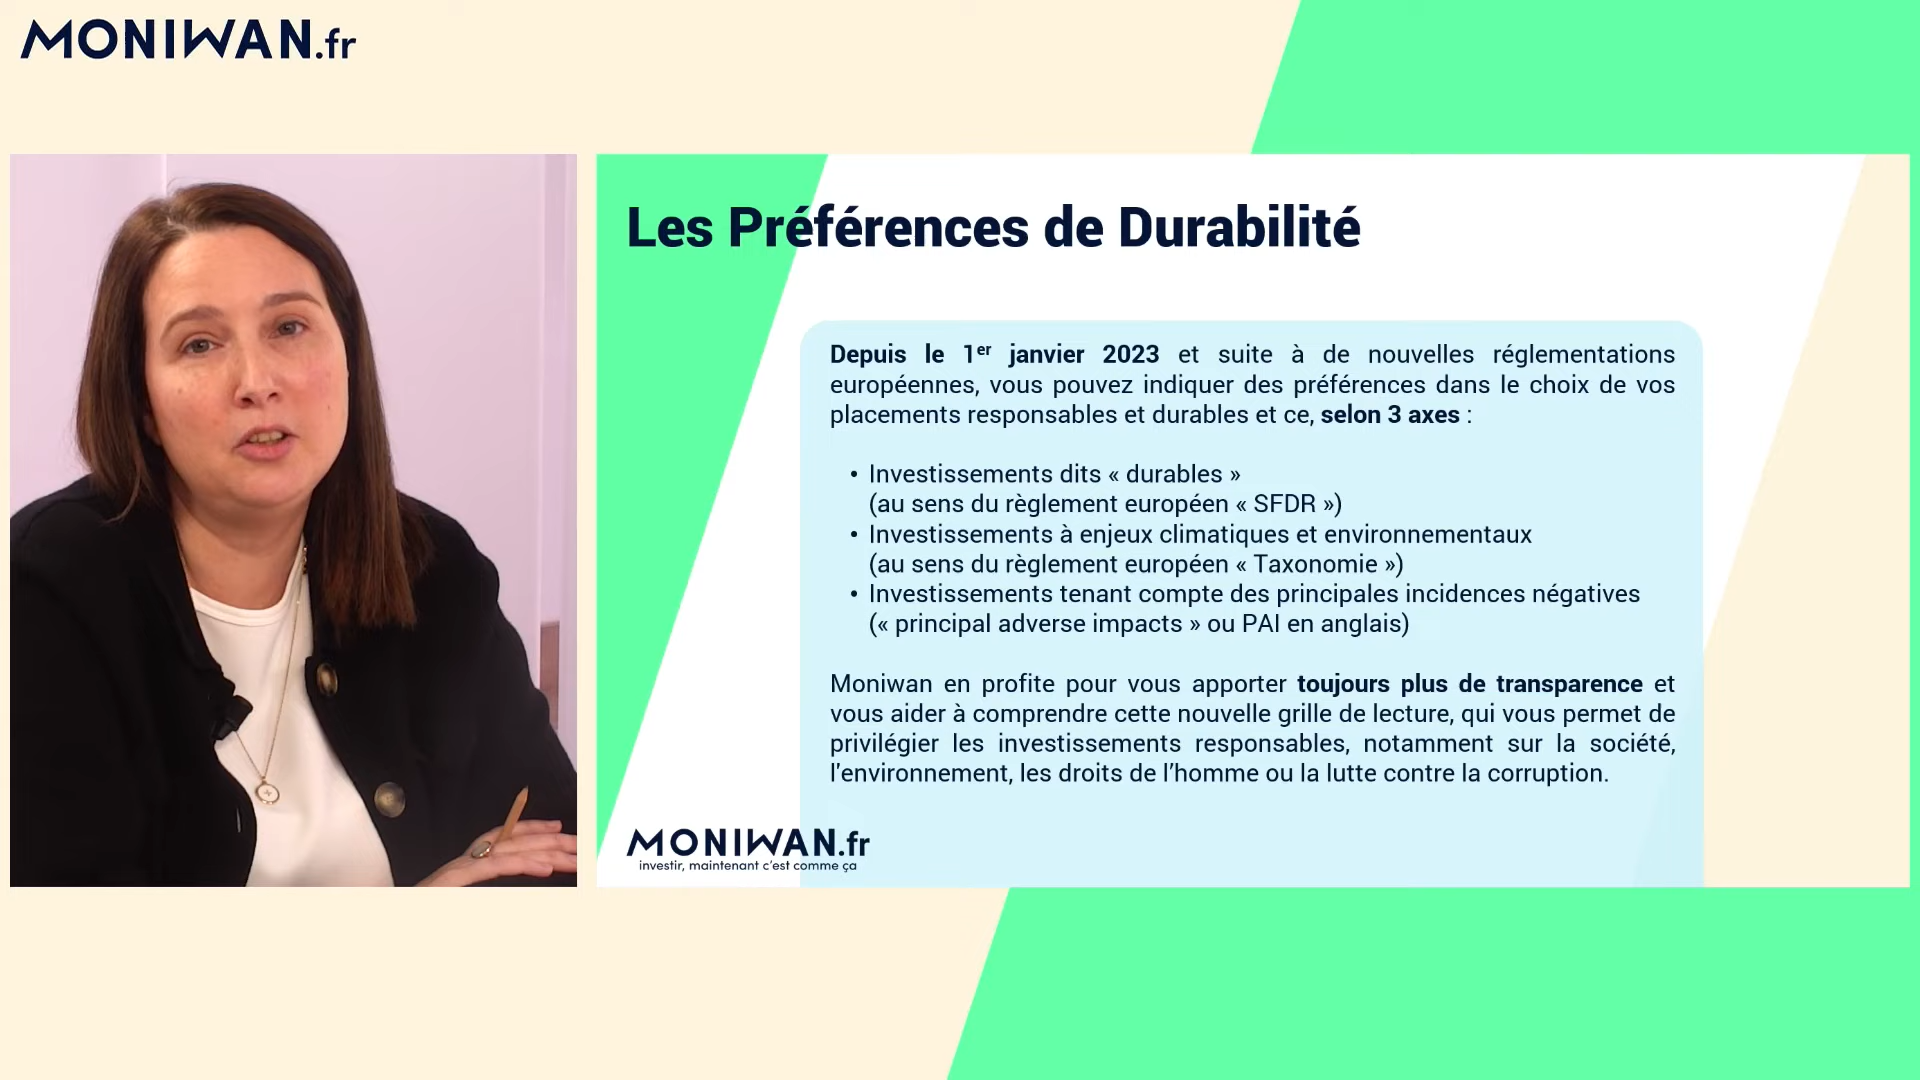 MONIWAN.fr
Les Préférences de Durabilité
Depuis le 1er janvier 2023 et suite à de nouvelles réglementations
européennes, vous pouvez indiquer des préférences dans le choix de vos
placements responsables et durables et ce, selon 3 axes :
• Investissements dits « durables »
(au sens du règlement européen « SFDR »)
• Investissements à enjeux climatiques et environnementaux
(au sens du règlement européen « Taxonomie »)
• Investissements tenant compte des principales incidences négatives
(« principal adverse impacts » ou PAI en anglais)
Moniwan en profite pour vous apporter toujours plus de transparence et
vous aider à comprendre cette nouvelle grille de lecture, qui vous permet de
privilégier les investissements responsables, notamment sur la société,
l'environnement, les droits de l'homme ou la lutte contre la corruption.
MONIWAN.fr
investir, maintenant c'est comme ça